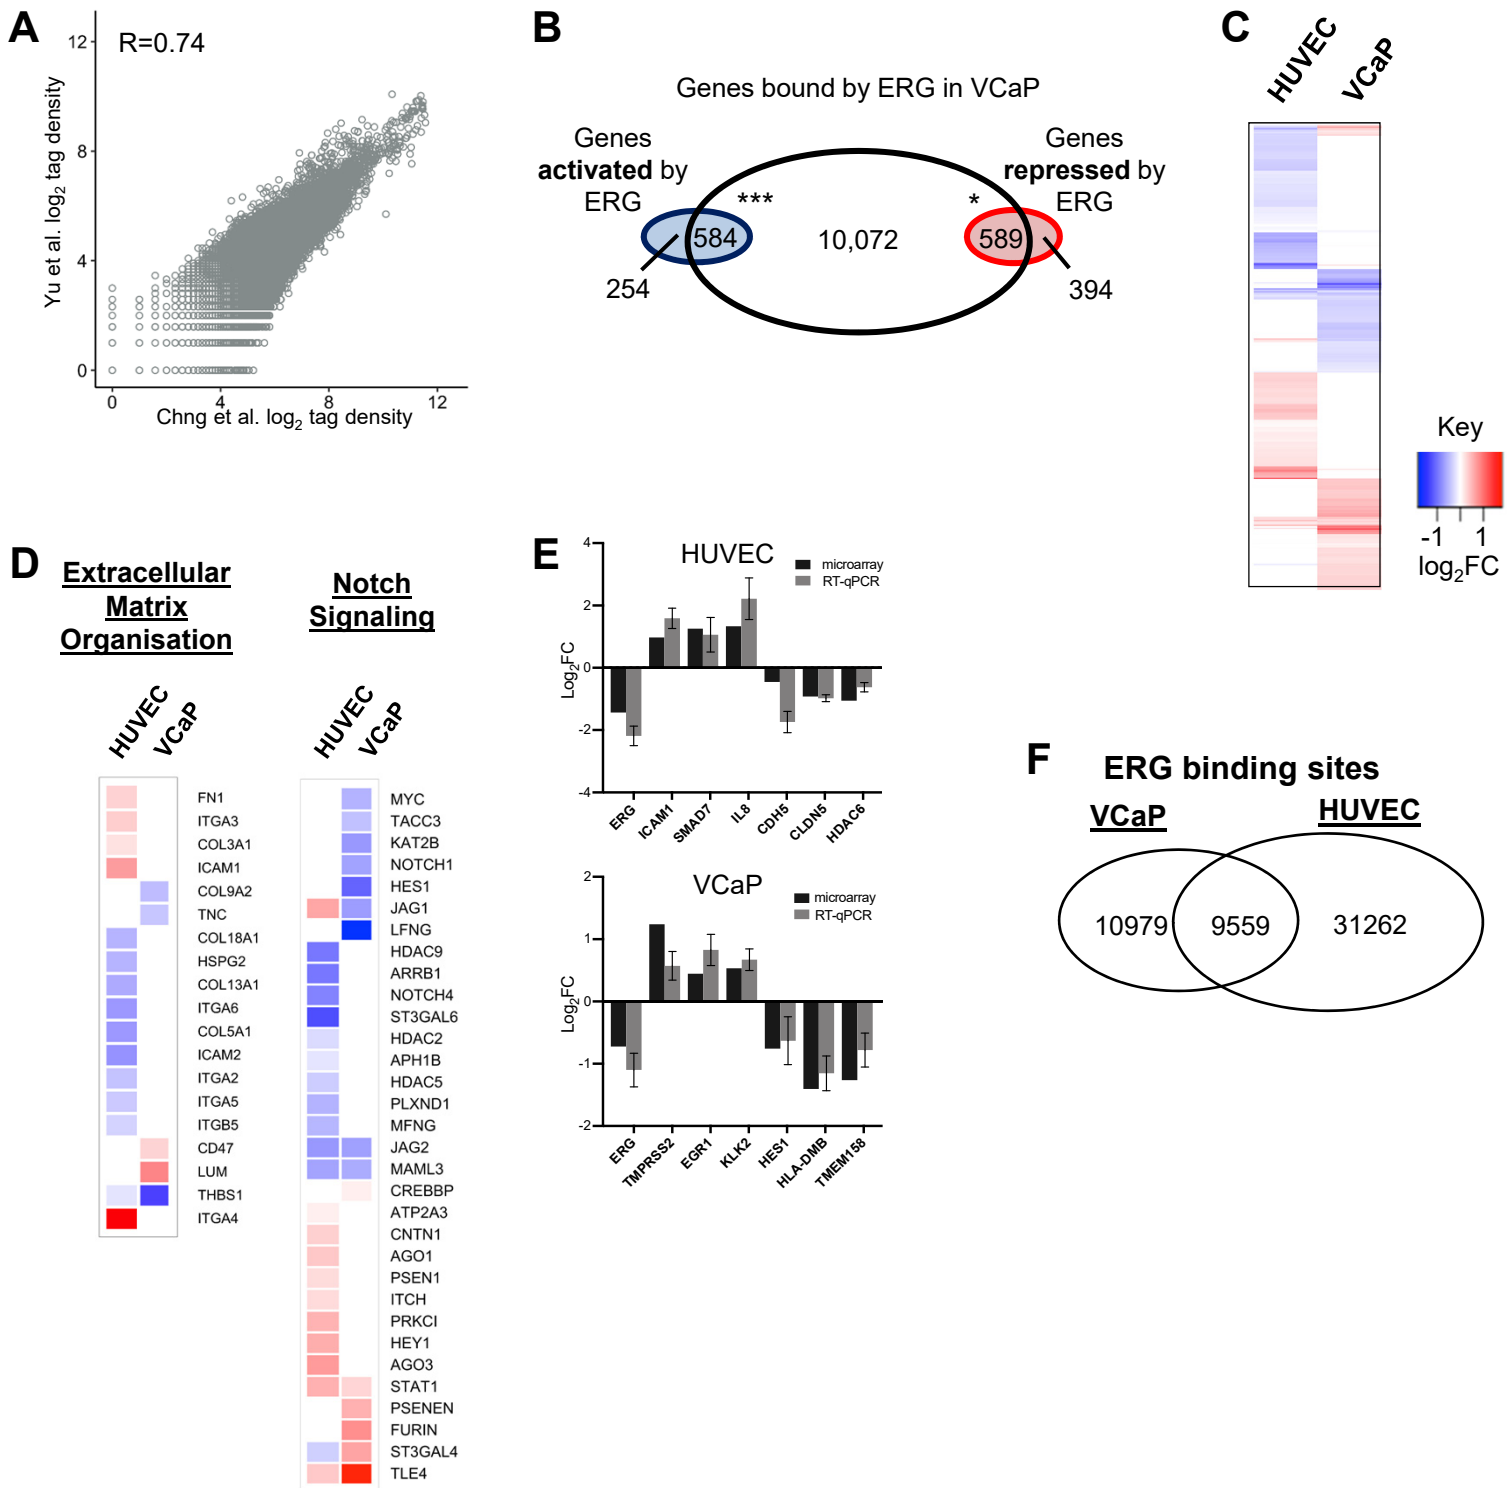 A
R=0.74
12
8
4
0
Yu et al. log2 tag density
0
4
8
12
Chng et al. log2 tag density
B
Genes bound by ERG in VCaP
Genes
activated by
ERG
Genes
repressed by
ERG
***
*
584
10,072
589
254
394
C
HUVEC
VCaP
Key
-1
1
log2FC
D
Extracellular
Matrix
Organisation
HUVEC
VCaP
FN1
ITGA3
COL3A1
ICAM1
COL9A2
TNC
COL18A1
HSPG2
COL13A1
ITGA6
COL5A1
ICAM2
ITGA2
ITGA5
ITGB5
CD47
LUM
THBS1
ITGA4
Notch
Signaling
HUVEC
VCaP
MYC
TACC3
KAT2B
NOTCH1
HES1
JAG1
LFNG
HDAC9
ARRB1
NOTCH4
ST3GAL6
HDAC2
APH1B
HDAC5
PLXND1
MFNG
JAG2
MAML3
CREBBP
ATP2A3
CNTN1
AGO1
PSEN1
ITCH
PRKCI
HEY1
AGO3
STAT1
PSENEN
FURIN
ST3GAL4
TLE4
E
HUVEC
microarray
RT-qPCR
4
2
0
-2
-4
Log2FC
ERG
ICAM1
SMAD7
IL8
CDH5
CLDN5
HDAC6
VCaP
microarray
RT-qPCR
2
1
0
-1
-2
Log2FC
ERG
TMPRSS2
EGR1
KLK2
HES1
HLA-DMB
TMEM158
F
ERG binding sites
VCaP
HUVEC
10979
9559
31262